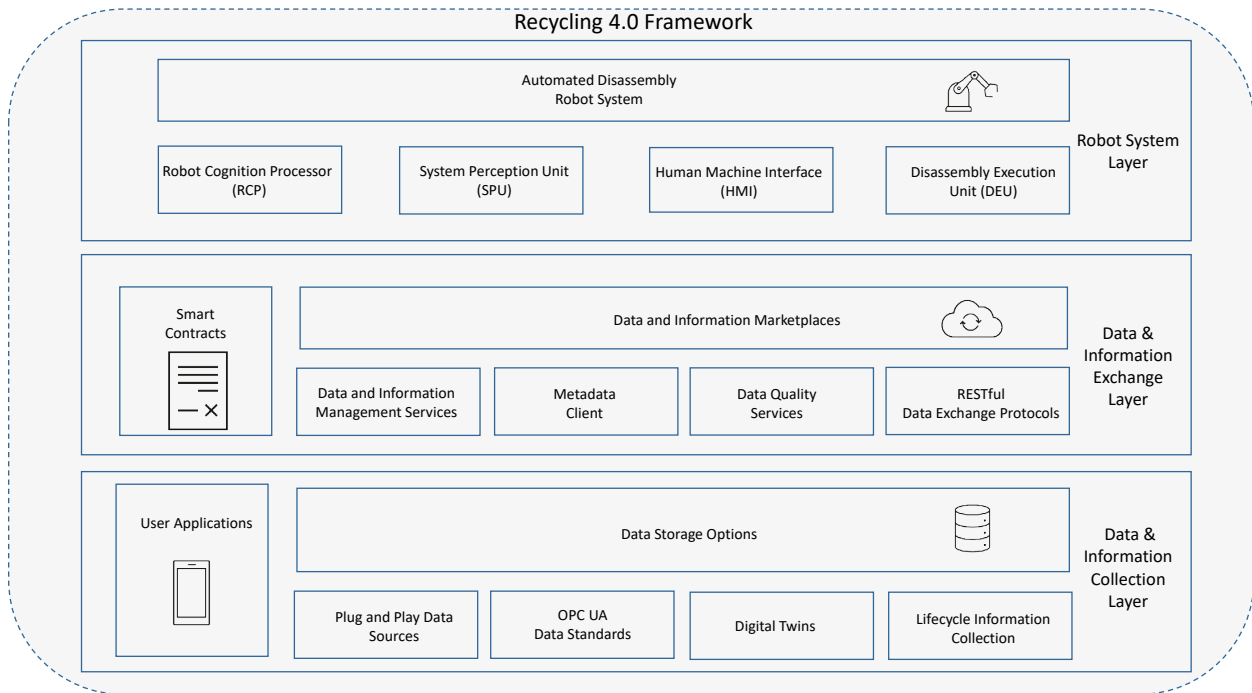 Recycling 4.0 Framework
Automated Disassembly
Robot System
Robot System
Layer
Robot Cognition Processor
(RCP)
System Perception Unit
(SPU)
Human Machine Interface
(HMI)
Disassembly Execution
Unit (DEU)
Smart
Contracts
Data and Information Marketplaces
Data &
Information
Exchange
Layer
Data and Information
Management Services
Metadata
Client
Data Quality
Services
RESTful
Data Exchange Protocols
User Applications
Data Storage Options
Data &
Information
Collection
Layer
Plug and Play Data
Sources
OPC UA
Data Standards
Digital Twins
Lifecycle Information
Collection